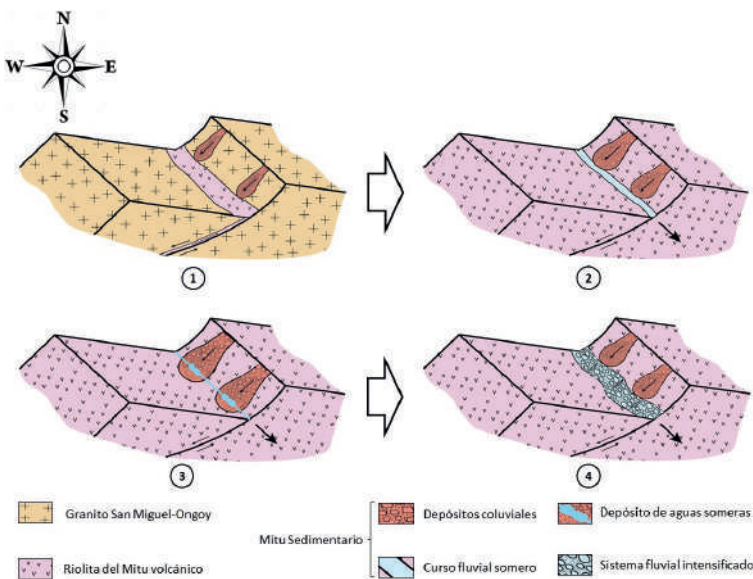 N
W E
S
1
2
3
4
Granito San Miguel-Ongoy
Riolita del Mitu volcánico
Mitu Sedimentario
Depósitos coluviales
Depósito de aguas someras
Curso fluvial somero
Sistema fluvial intensificado